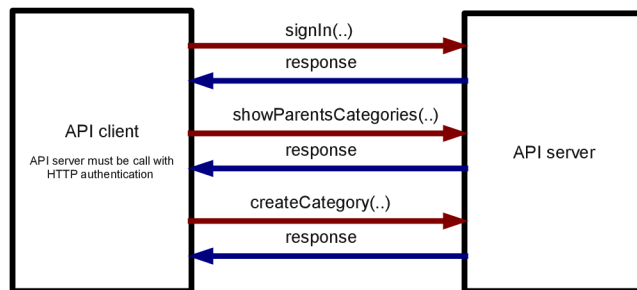 signIn(..)
response
API client
API server must be call with
HTTP authentication
showParentsCategories(..)
response
API server
createCategory(..)
response